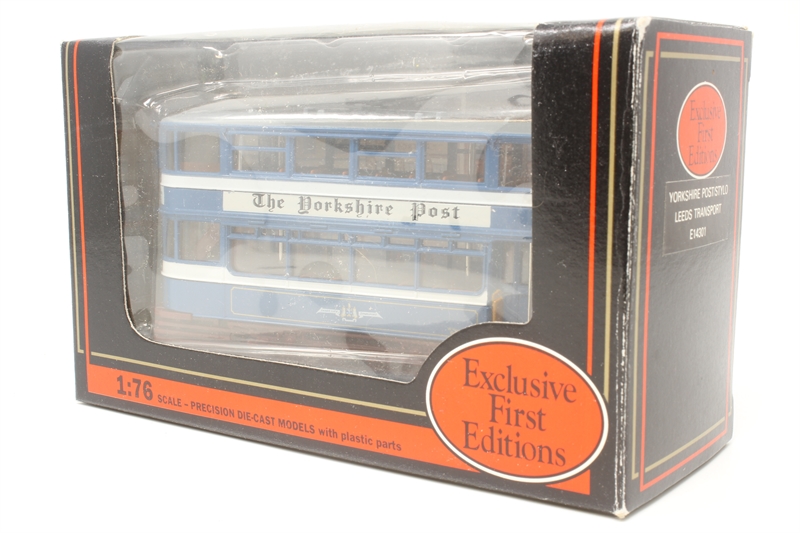 The Yorkshire Post
1:76 SCALE – PRECISION DIE-CAST MODELS with plastic parts
Exclusive
First
Editions
Exclusive
First
Editions
YORKSHIRE POST/STYLO
LEEDS TRANSPORT
E14301